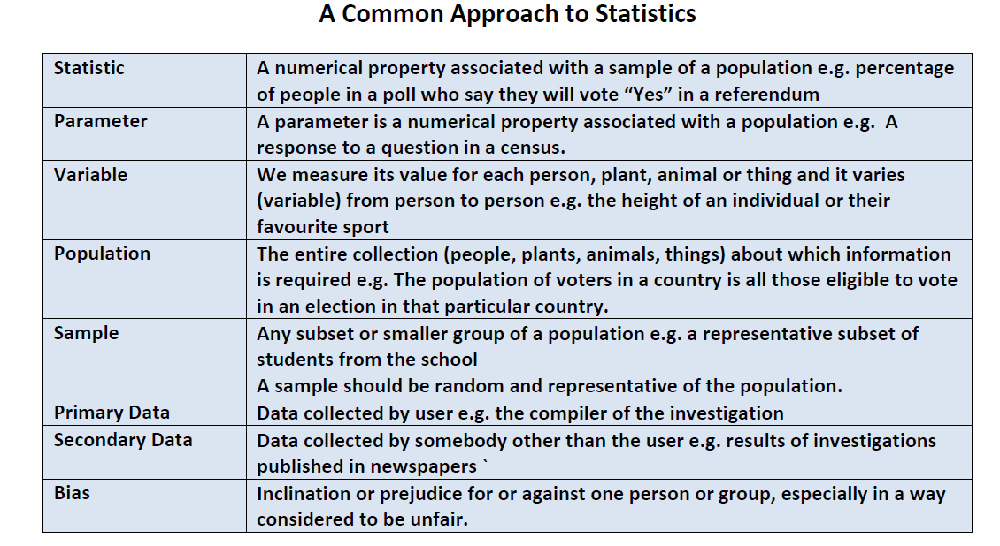 A Common Approach to Statistics
Statistic
A numerical property associated with a sample of a population e.g. percentage
of people in a poll who say they will vote “Yes” in a referendum
Parameter
A parameter is a numerical property associated with a population e.g.  A
response to a question in a census.
Variable
We measure its value for each person, plant, animal or thing and it varies
(variable) from person to person e.g. the height of an individual or their
favourite sport
Population
The entire collection (people, plants, animals, things) about which information
is required e.g. The population of voters in a country is all those eligible to vote
in an election in that particular country.
Sample
Any subset or smaller group of a population e.g. a representative subset of
students from the school
A sample should be random and representative of the population.
Primary Data
Data collected by user e.g. the compiler of the investigation
Secondary Data
Data collected by somebody other than the user e.g. results of investigations
published in newspapers `
Bias
Inclination or prejudice for or against one person or group, especially in a way
considered to be unfair.